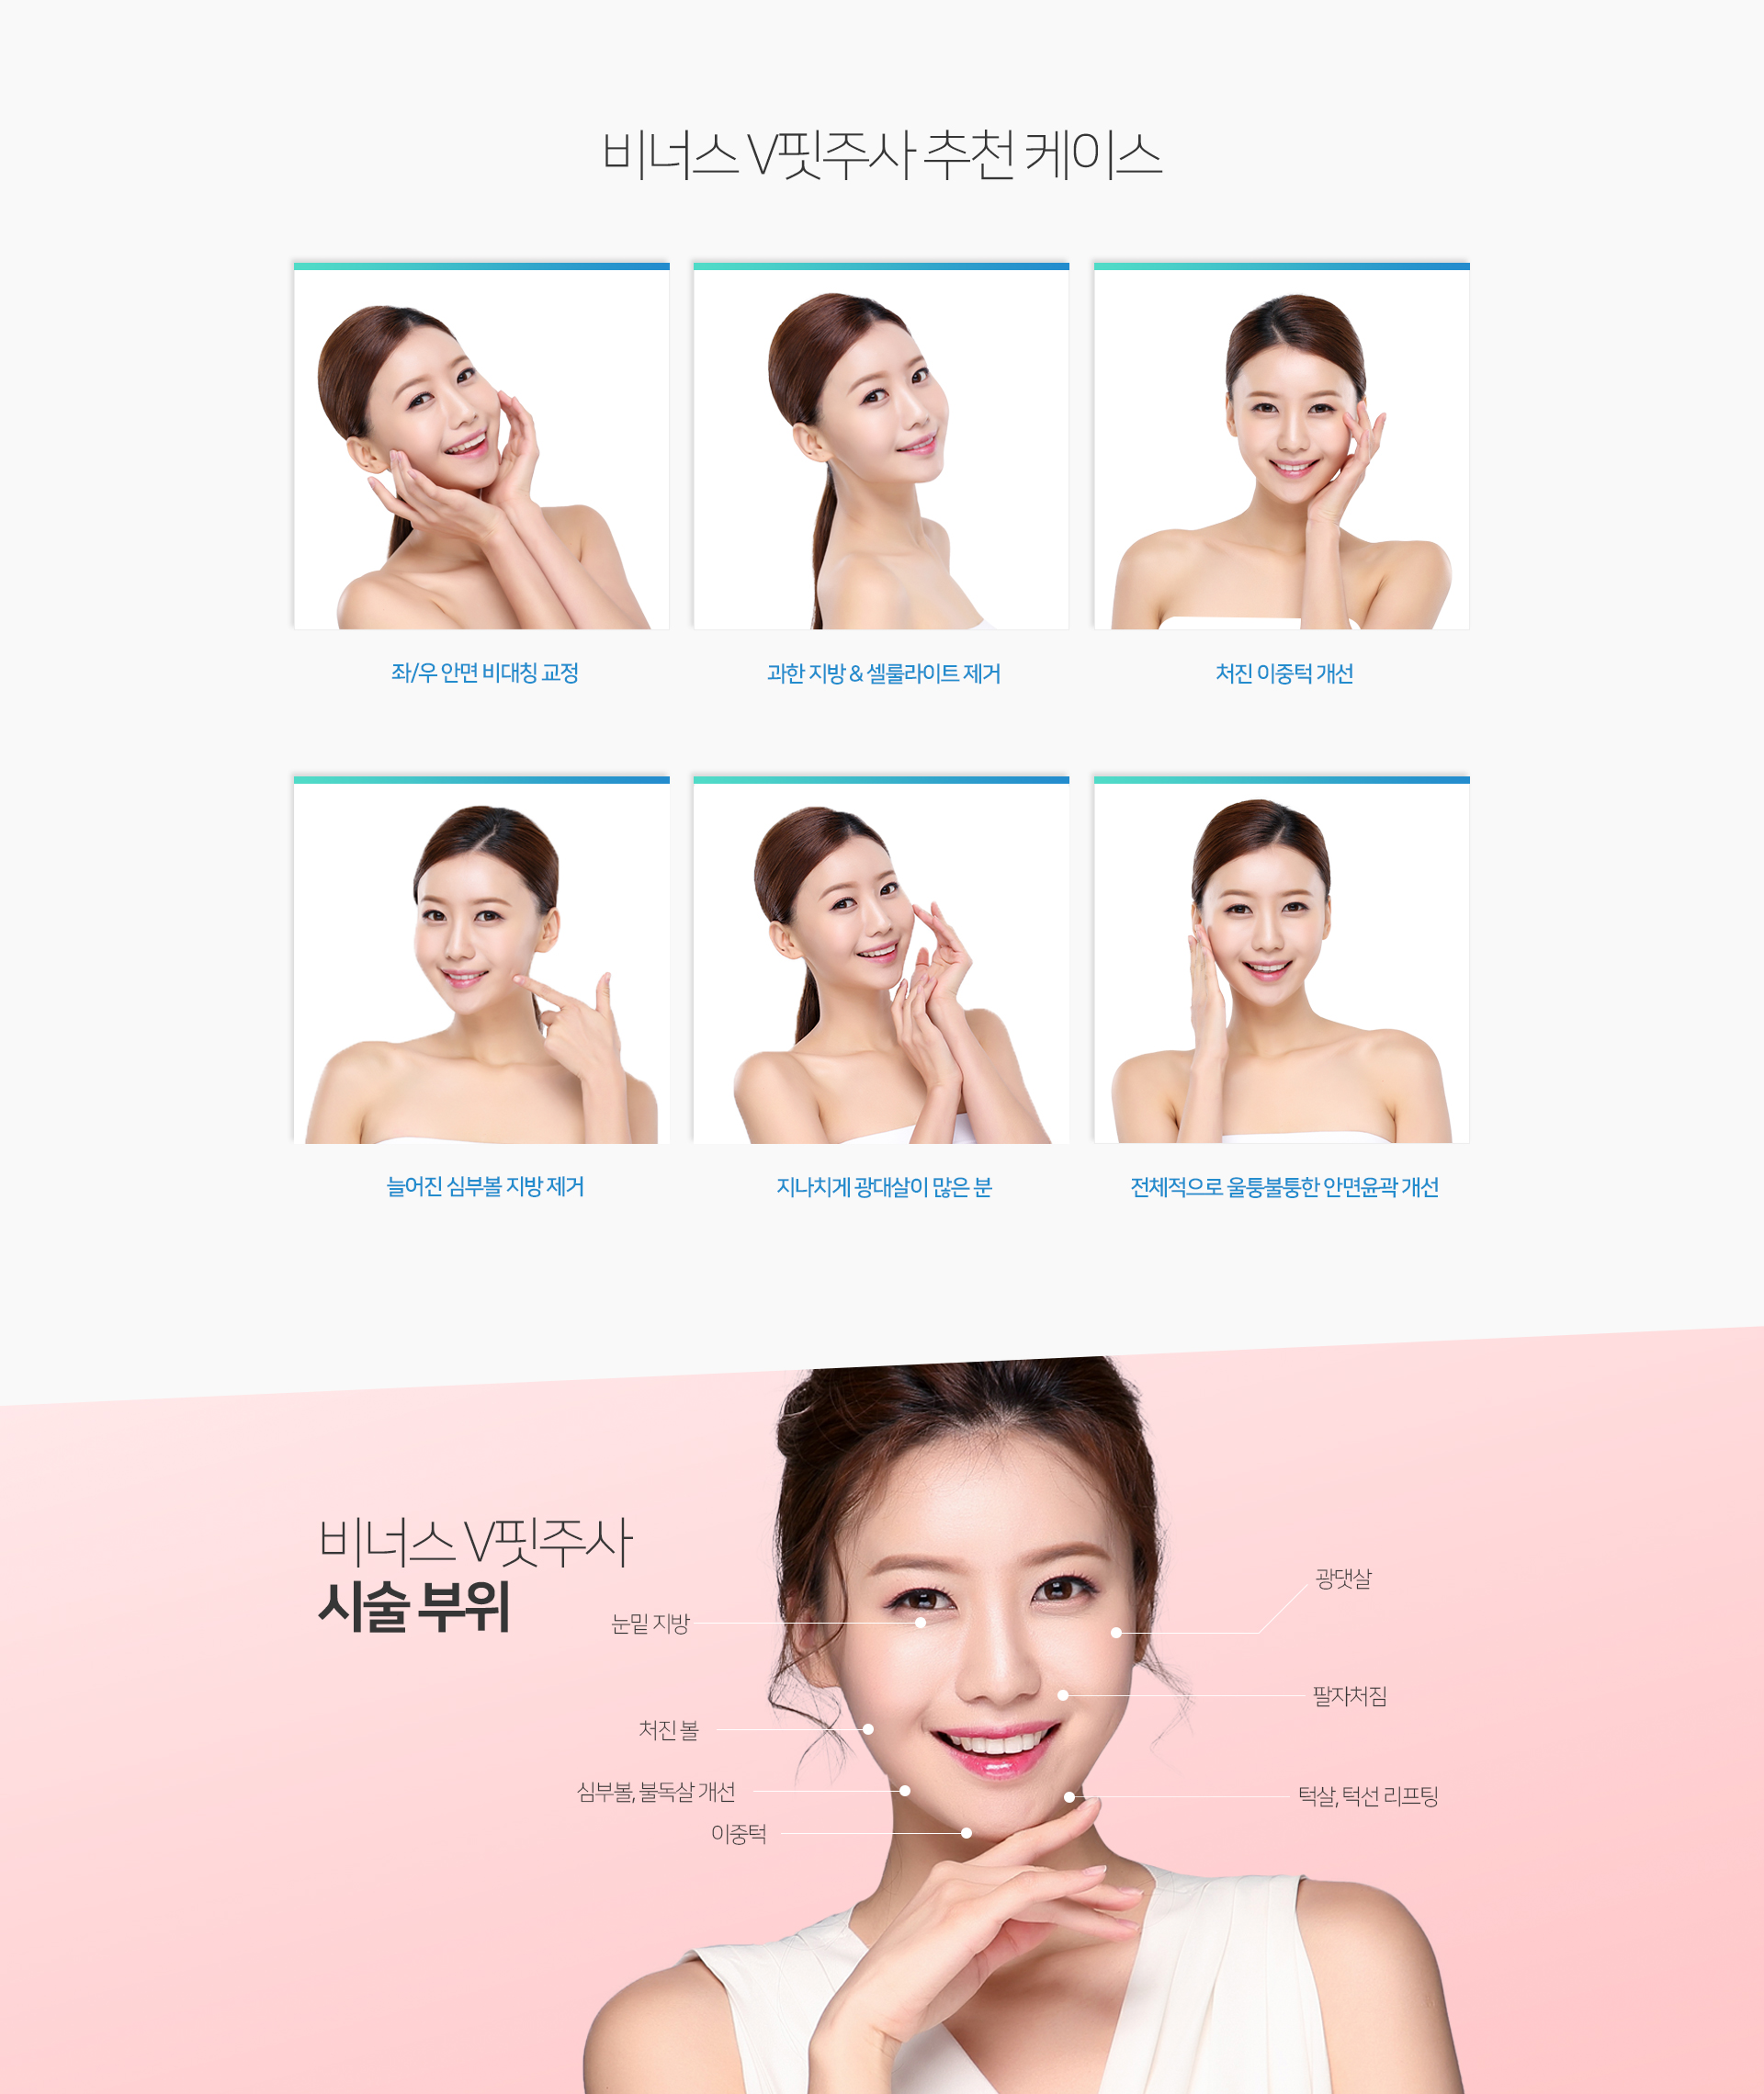 비너스 V핏주사 추천 케이스
좌/우 안면 비대칭 교정
과한 지방 & 셀룰라이트 제거
처진 이중턱 개선
늘어진 심부볼 지방 제거
지나치게 광대살이 많은 분
전체적으로 울퉁불퉁한 안면윤곽 개선
비너스 V핏주사
시술 부위
눈밑 지방
처진 볼
심부볼, 불독살 개선
이중턱
광댓살
팔자처짐
턱살, 턱선 리프팅